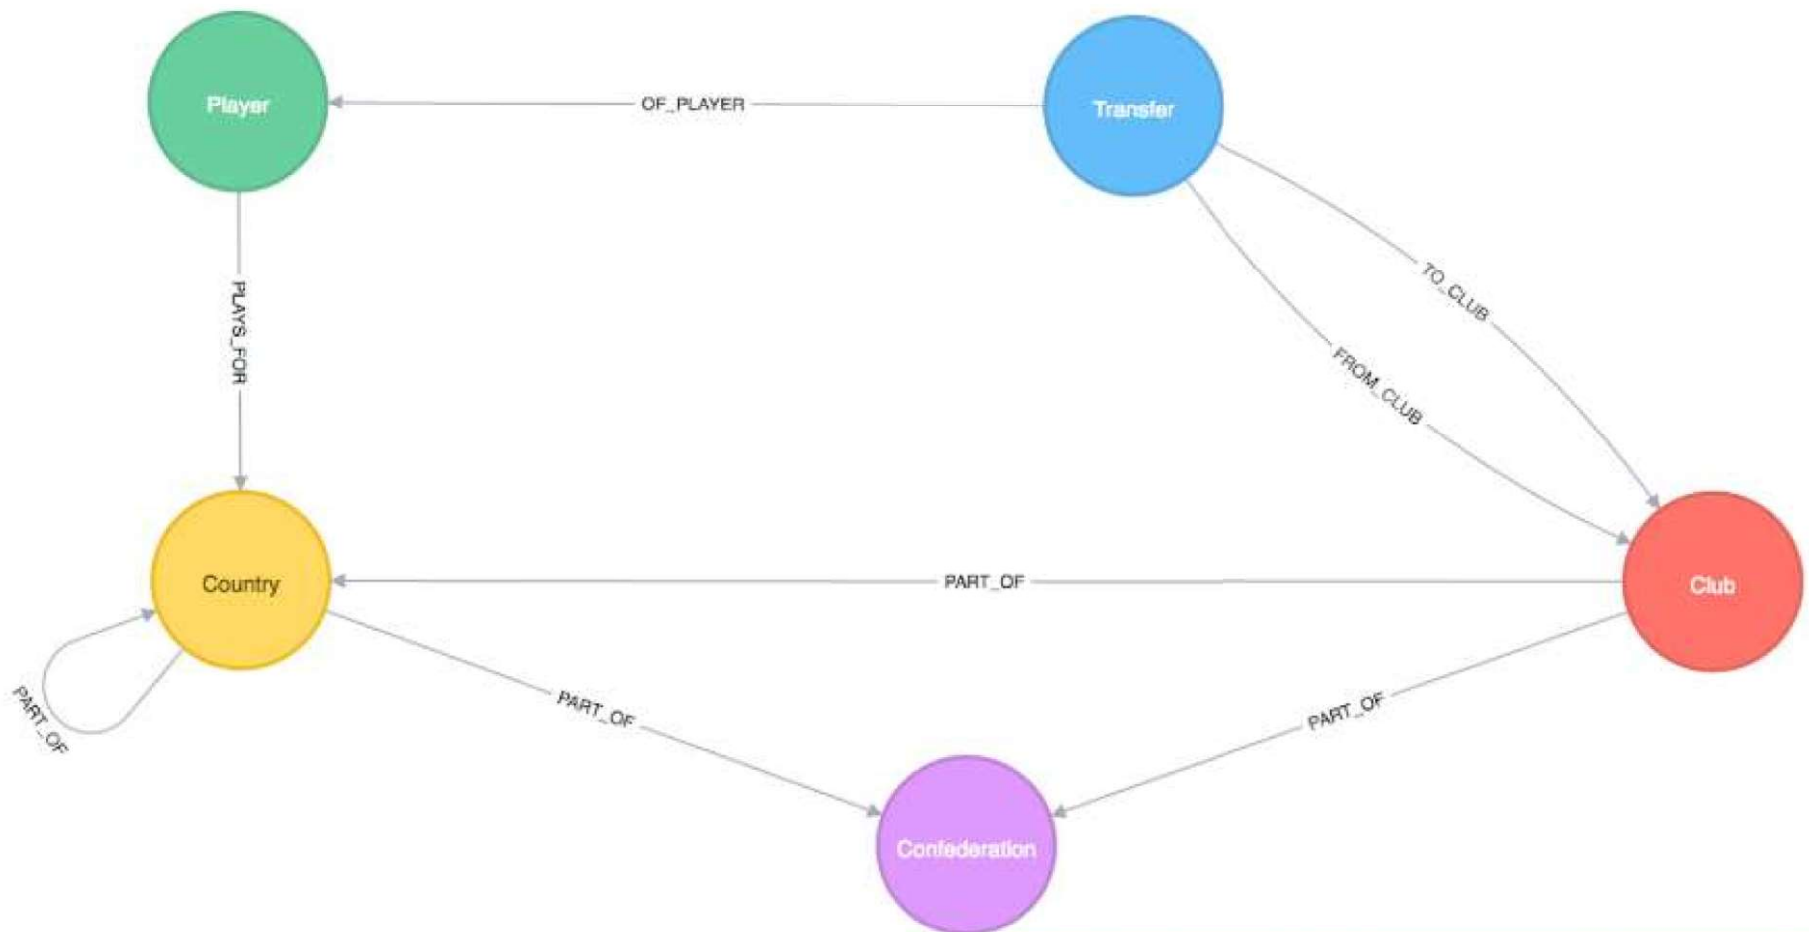 Player
OF_PLAYER
Transfer
TO_CLUB
PLAYS_FOR
FROM_CLUB
Country
PART_OF
Club
PART_OF
PART_OF
PART_OF
Confederation